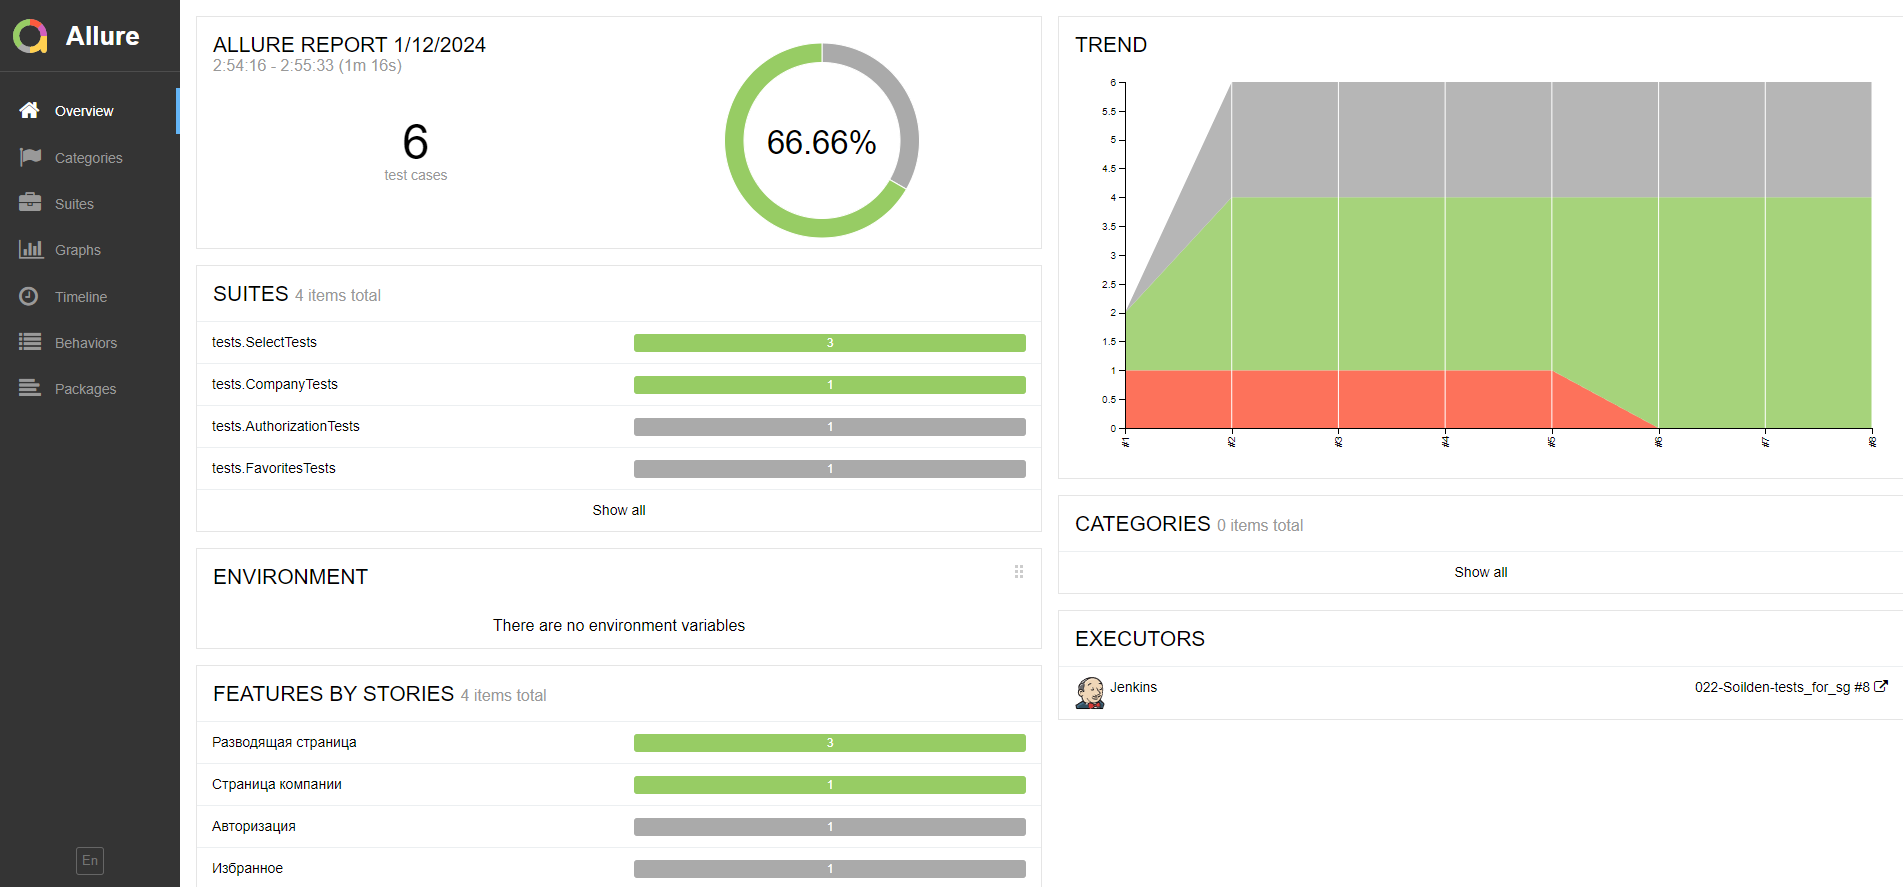 Allure
Overview
Categories
Suites
Graphs
Timeline
Behaviors
Packages
En
ALLURE REPORT 1/12/2024
2:54:16 - 2:55:33 (1m 16s)
6
test cases
66.66%
SUITES 4 items total
tests.SelectTests 3
tests.CompanyTests 1
tests.AuthorizationTests 1
tests.FavoritesTests 1
Show all
ENVIRONMENT
There are no environment variables
FEATURES BY STORIES 4 items total
Разводящая страница 3
Страница компании 1
Авторизация 1
Избранное 1
TREND
6
5.5
5
4.5
4
3.5
3
2.5
2
1.5
1
0.5
0
#1 #2 #3 #4 #5 #6 #7 #8
CATEGORIES 0 items total
Show all
EXECUTORS
Jenkins 022-Soilden-tests_for_sg #8